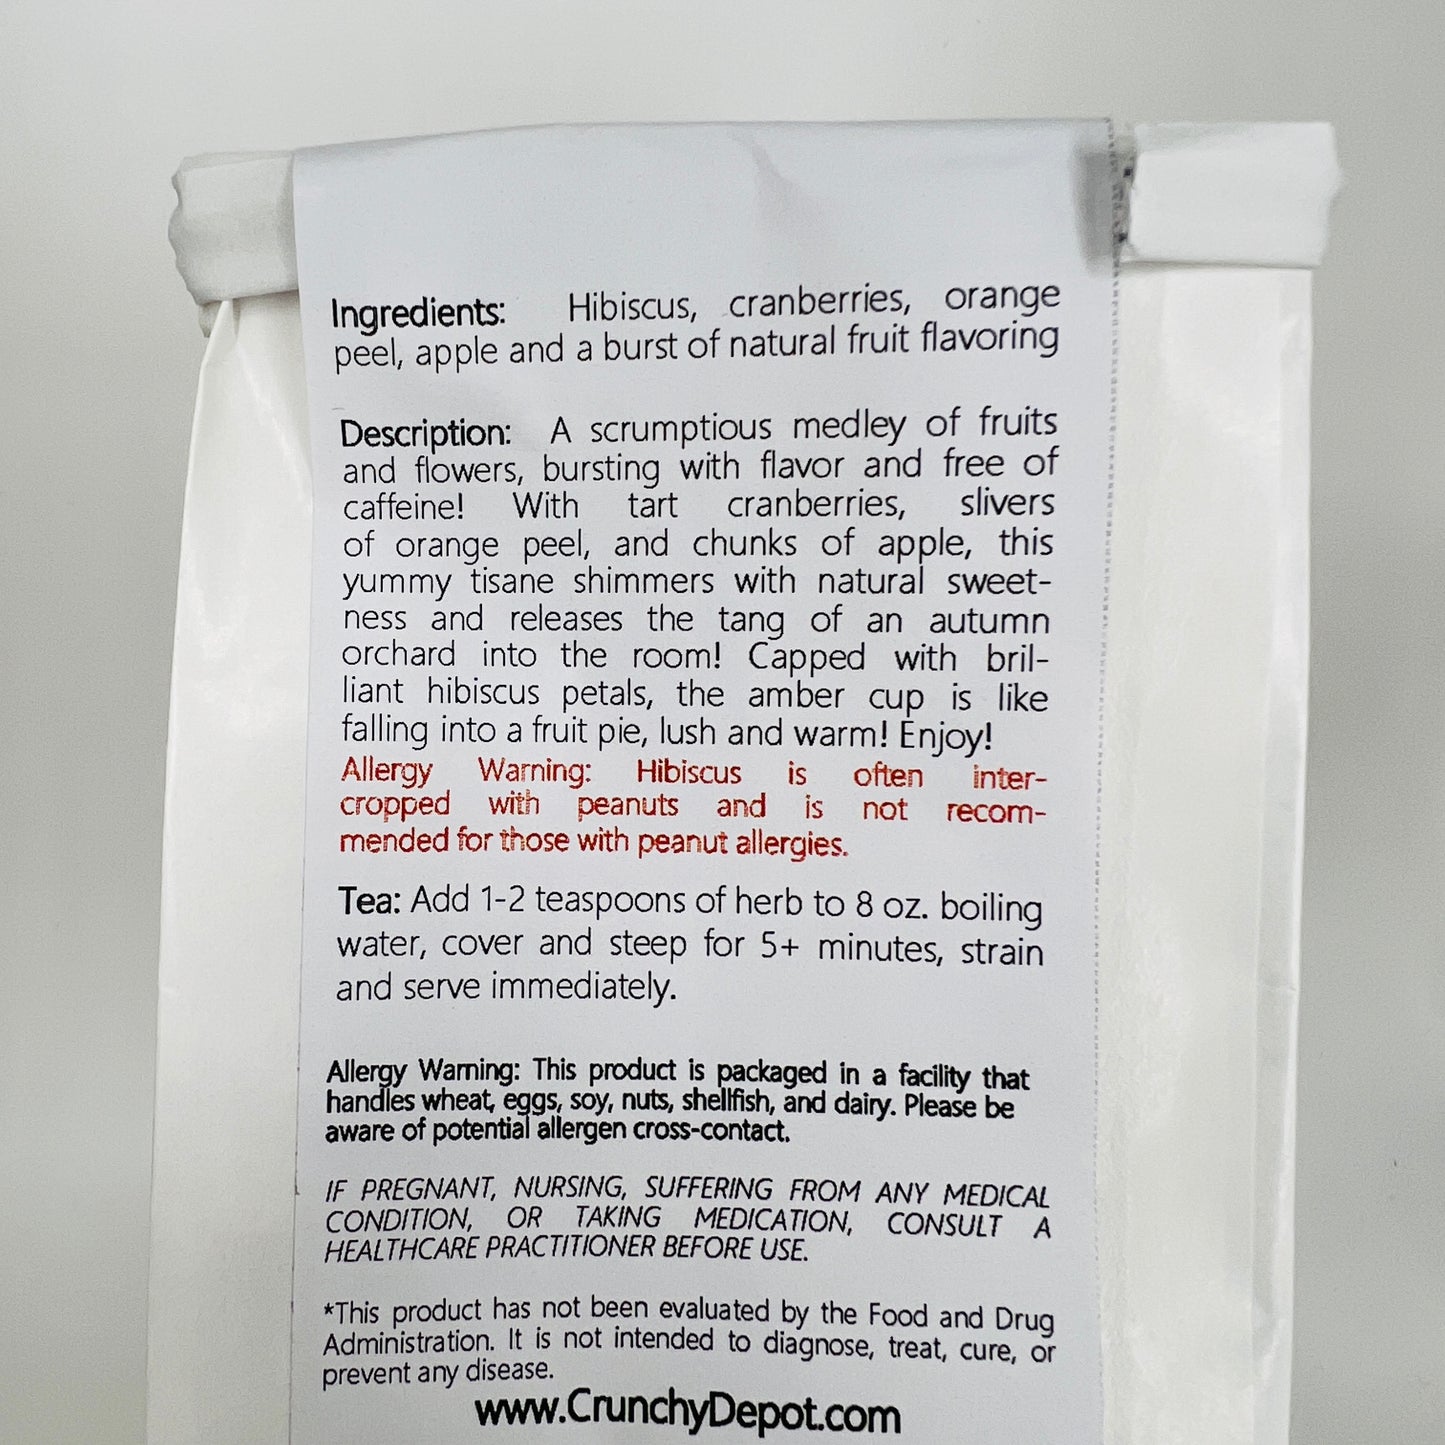 Ingredients: Hibiscus, cranberries, orange
peel, apple and a burst of natural fruit flavoring
Description: A scrumptious medley of fruits
and flowers, bursting with flavor and free of
caffeine! With tart cranberries, slivers
of orange peel, and chunks of apple, this
yummy tisane shimmers with natural sweet-
ness and releases the tang of an autumn
orchard into the room! Capped with bril-
liant hibiscus petals, the amber cup is like
falling into a fruit pie, lush and warm! Enjoy!
Allergy Warning: Hibiscus is often inter-
cropped with peanuts and is not recom-
mended for those with peanut allergies.
Tea: Add 1-2 teaspoons of herb to 8 oz. boiling
water, cover and steep for 5+ minutes, strain
and serve immediately.
Allergy Warning: This product is packaged in a facility that
handles wheat, eggs, soy, nuts, shellfish, and dairy. Please be
aware of potential allergen cross-contact.
IF PREGNANT, NURSING, SUFFERING FROM ANY MEDICAL
CONDITION, OR TAKING MEDICATION, CONSULT A
HEALTHCARE PRACTITIONER BEFORE USE.
*This product has not been evaluated by the Food and Drug
Administration. It is not intended to diagnose, treat, cure, or
prevent any disease.
www.CrunchyDepot.com